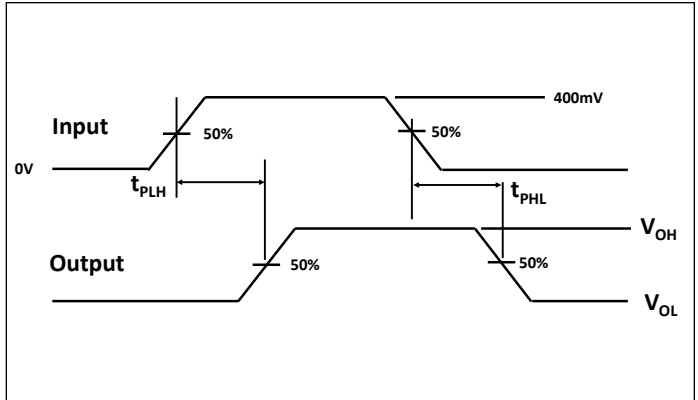 400mV
Input
50%
50%
0V
tPLH
tPHL
VOH
Output
50%
50%
VOL